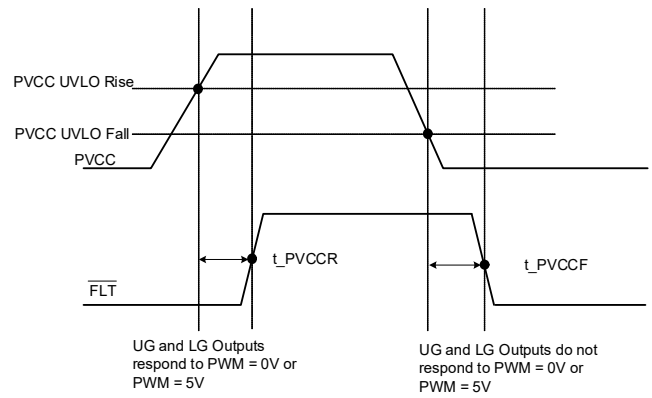 PVCC UVLO Rise
PVCC UVLO Fall
PVCC
t_PVCCR
t_PVCCF
FLT
UG and LG Outputs
respond to PWM = 0V or
PWM = 5V
UG and LG Outputs do not
respond to PWM = 0V or
PWM = 5V